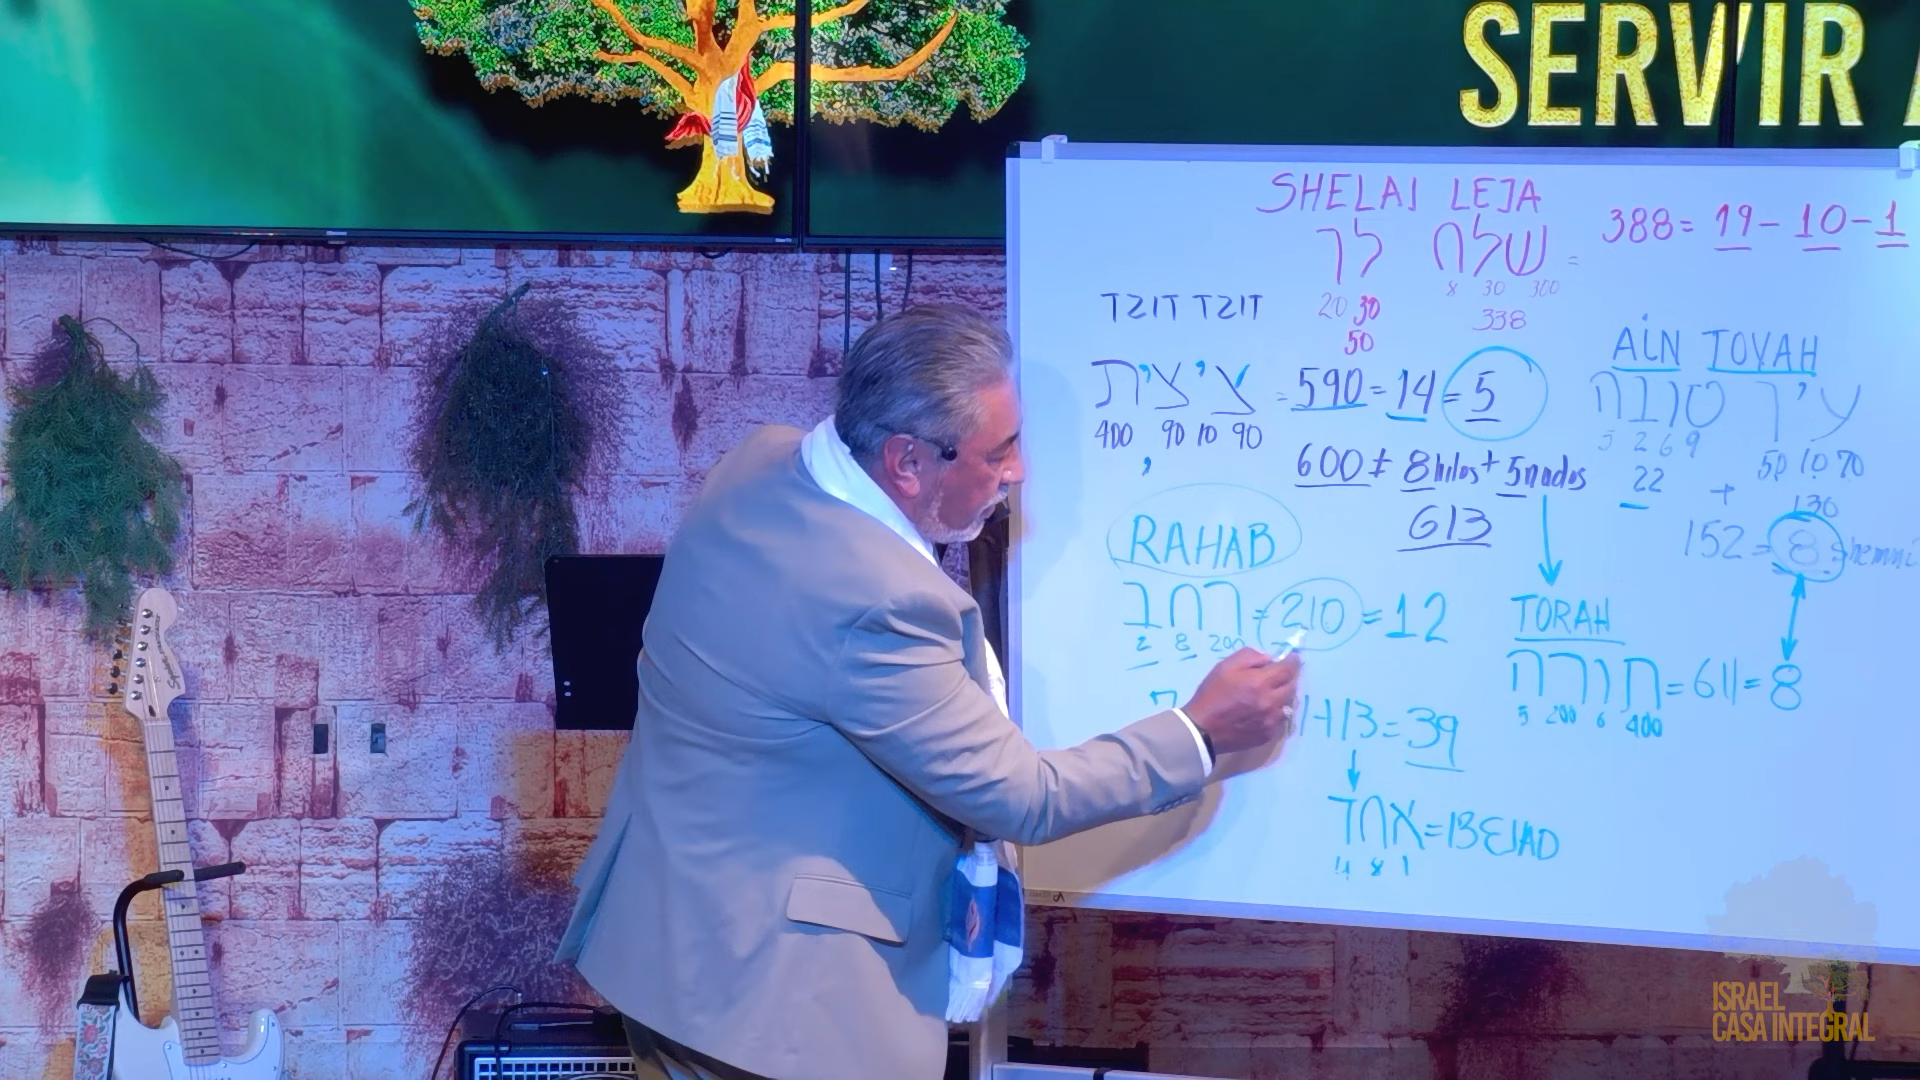 SERVIR A
SHELAJ LEJA
שלח לך
388= 19-10-1
8 30 300
20 30
338
50
TZIT TZIT
ציצית = 590 = 14 = 5
400 90 10 90
600 + 8 hilos + 5 nudos
613
AIN TOVAH
עין טובה
5 2 6 9
50 10 70
22
+
130
152 = 8 =
RAHAB
רחב = 210 = 12
2 8 200
+13=39
אחד = 13 EJAD
4 8 1
TORAH
תורה = 611 = 8
5 200 6 400
ISRAEL
CASA INTEGRAL